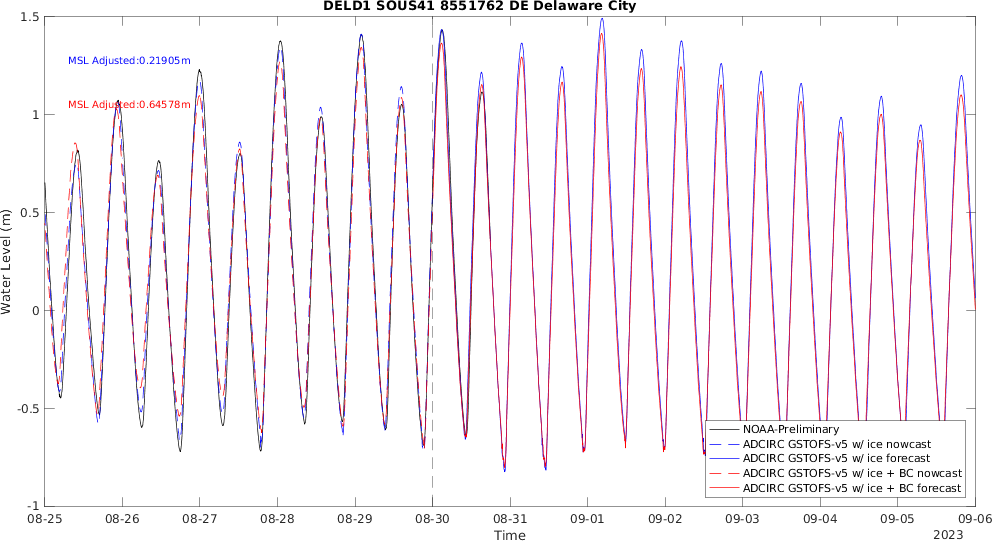 DELD1 SOUS41 8551762 DE Delaware City
1.5
MSL Adjusted:0.21905m
MSL Adjusted:0.64578m
1
0.5
Water Level (m)
0
-0.5
-1
NOAA-Preliminary
ADCIRC GSTOFS-v5 w/ ice nowcast
ADCIRC GSTOFS-v5 w/ ice forecast
ADCIRC GSTOFS-v5 w/ ice + BC nowcast
ADCIRC GSTOFS-v5 w/ ice + BC forecast
08-25 08-26 08-27 08-28 08-29 08-30 08-31 09-01 09-02 09-03 09-04 09-05 09-06
Time
2023